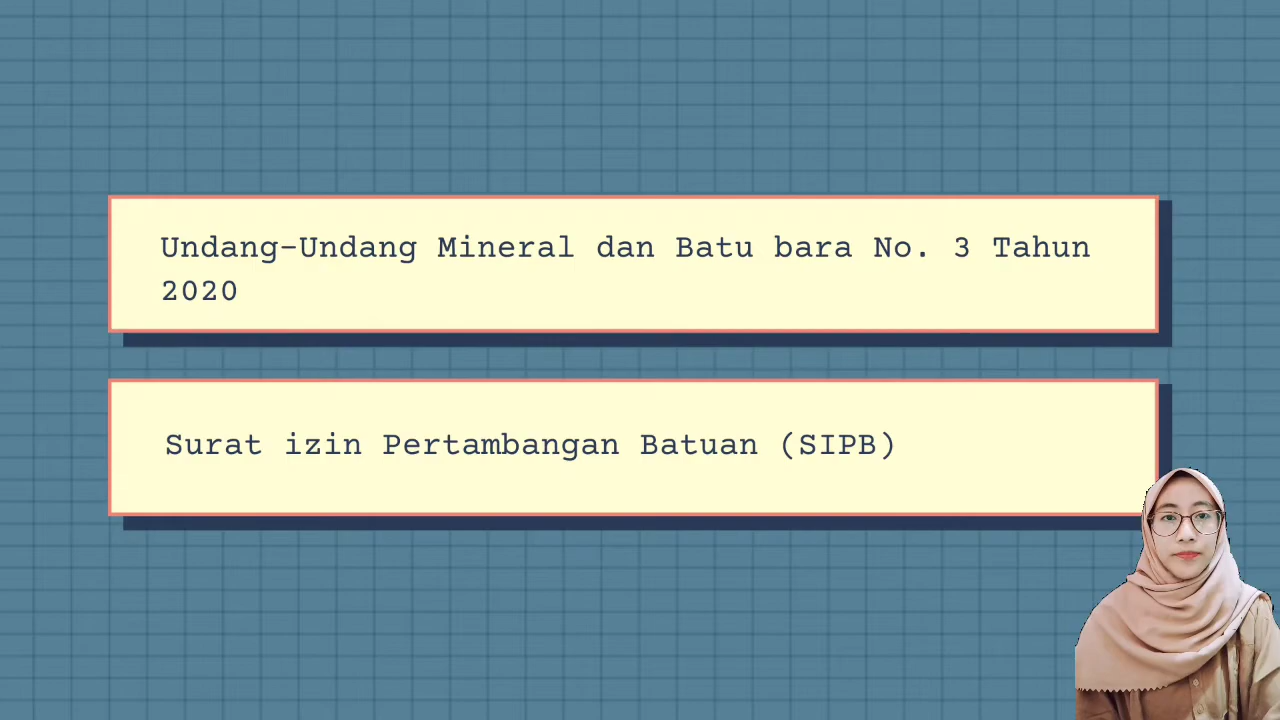 Undang-Undang Mineral dan Batu bara No. 3 Tahun
2020
Surat izin Pertambangan Batuan (SIPB)